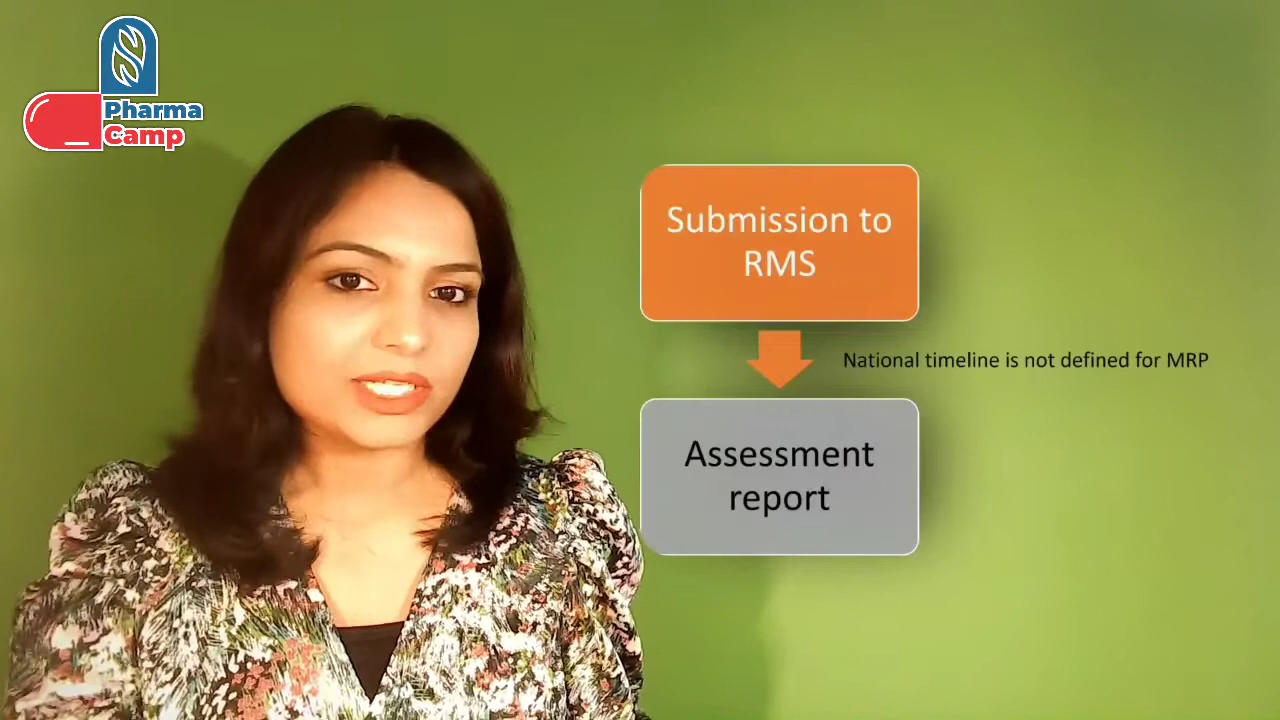 Pharma
Camp
Submission to
RMS
National timeline is not defined for MRP
Assessment
report